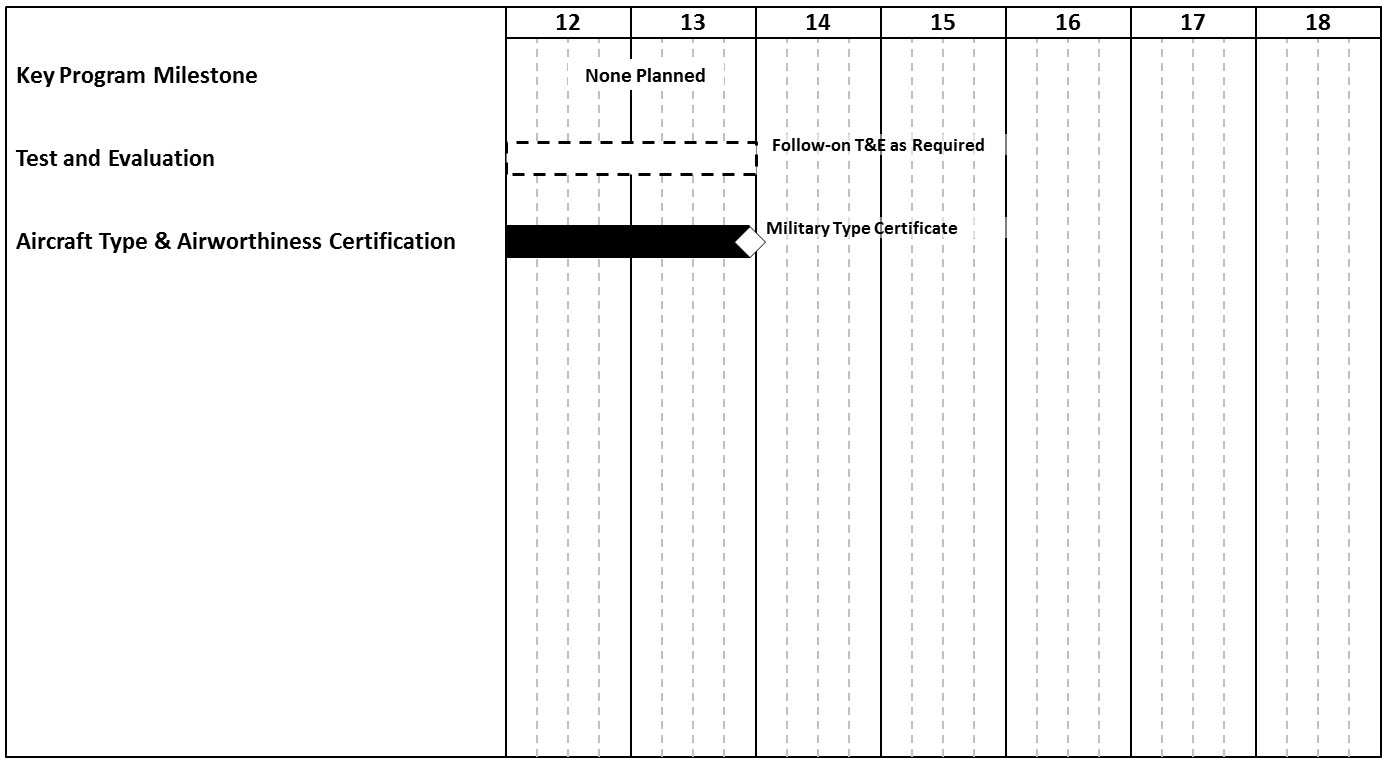 12 13 14 15 16 17 18
Key Program Milestone
None Planned
Test and Evaluation
Follow-on T&E as Required
Aircraft Type & Airworthiness Certification
Military Type Certificate